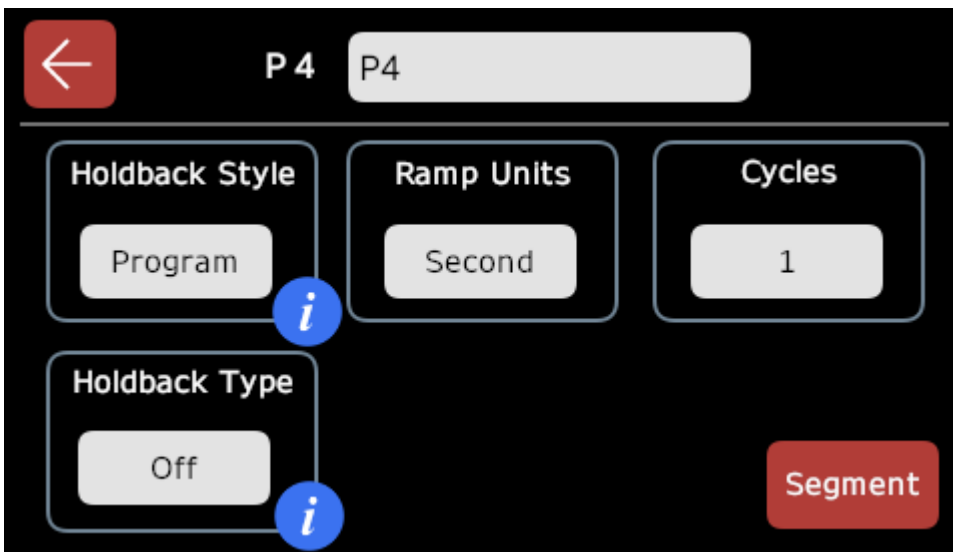 P 4 P4
Holdback Style
Program
i
Ramp Units
Second
Cycles
1
Holdback Type
Off
i
Segment